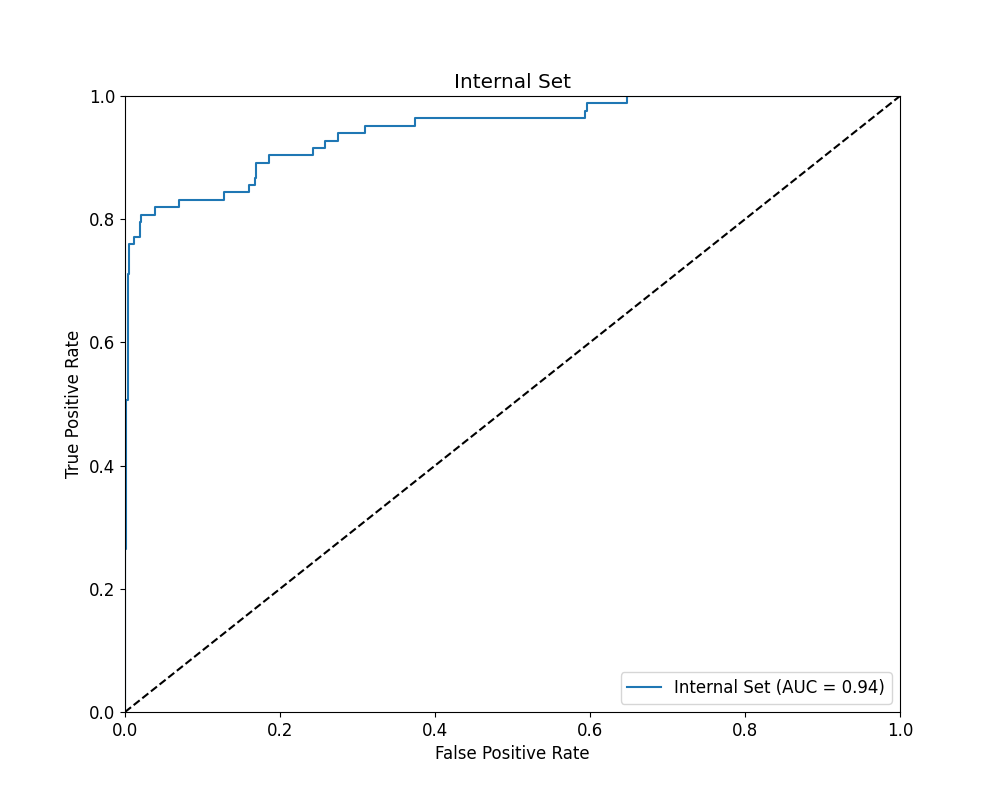 Internal Set
1.0
0.8
0.6
0.4
0.2
0.0
True Positive Rate
Internal Set (AUC = 0.94)
0.0 0.2 0.4 0.6 0.8 1.0
False Positive Rate